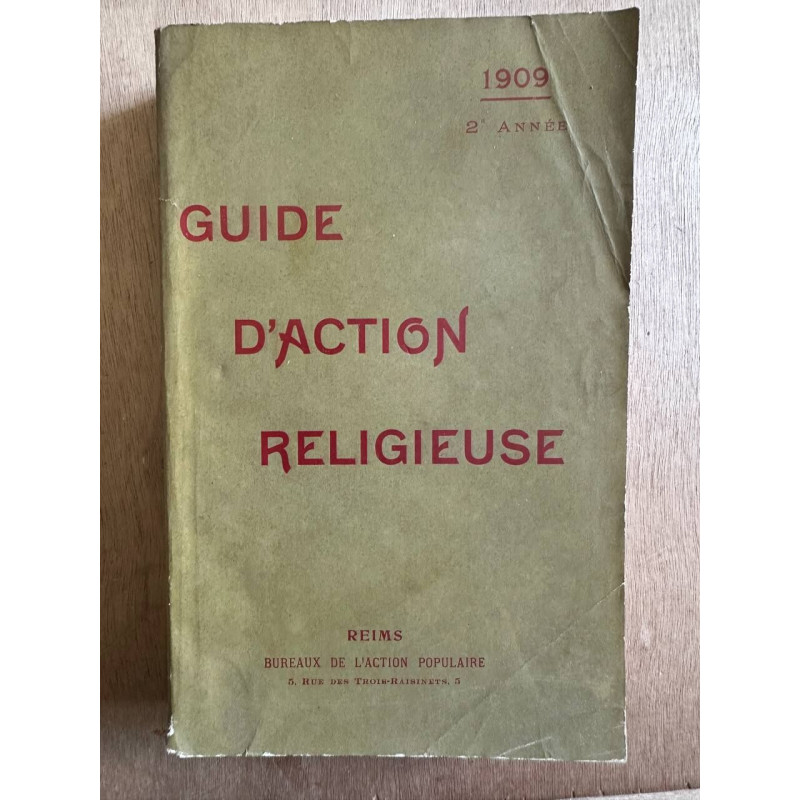 1909
2e ANNÉE
GUIDE
D'ACTION
RELIGIEUSE
REIMS
BUREAUX DE L'ACTION POPULAIRE
5, RUE DES TROIS-RAISINETS, 5